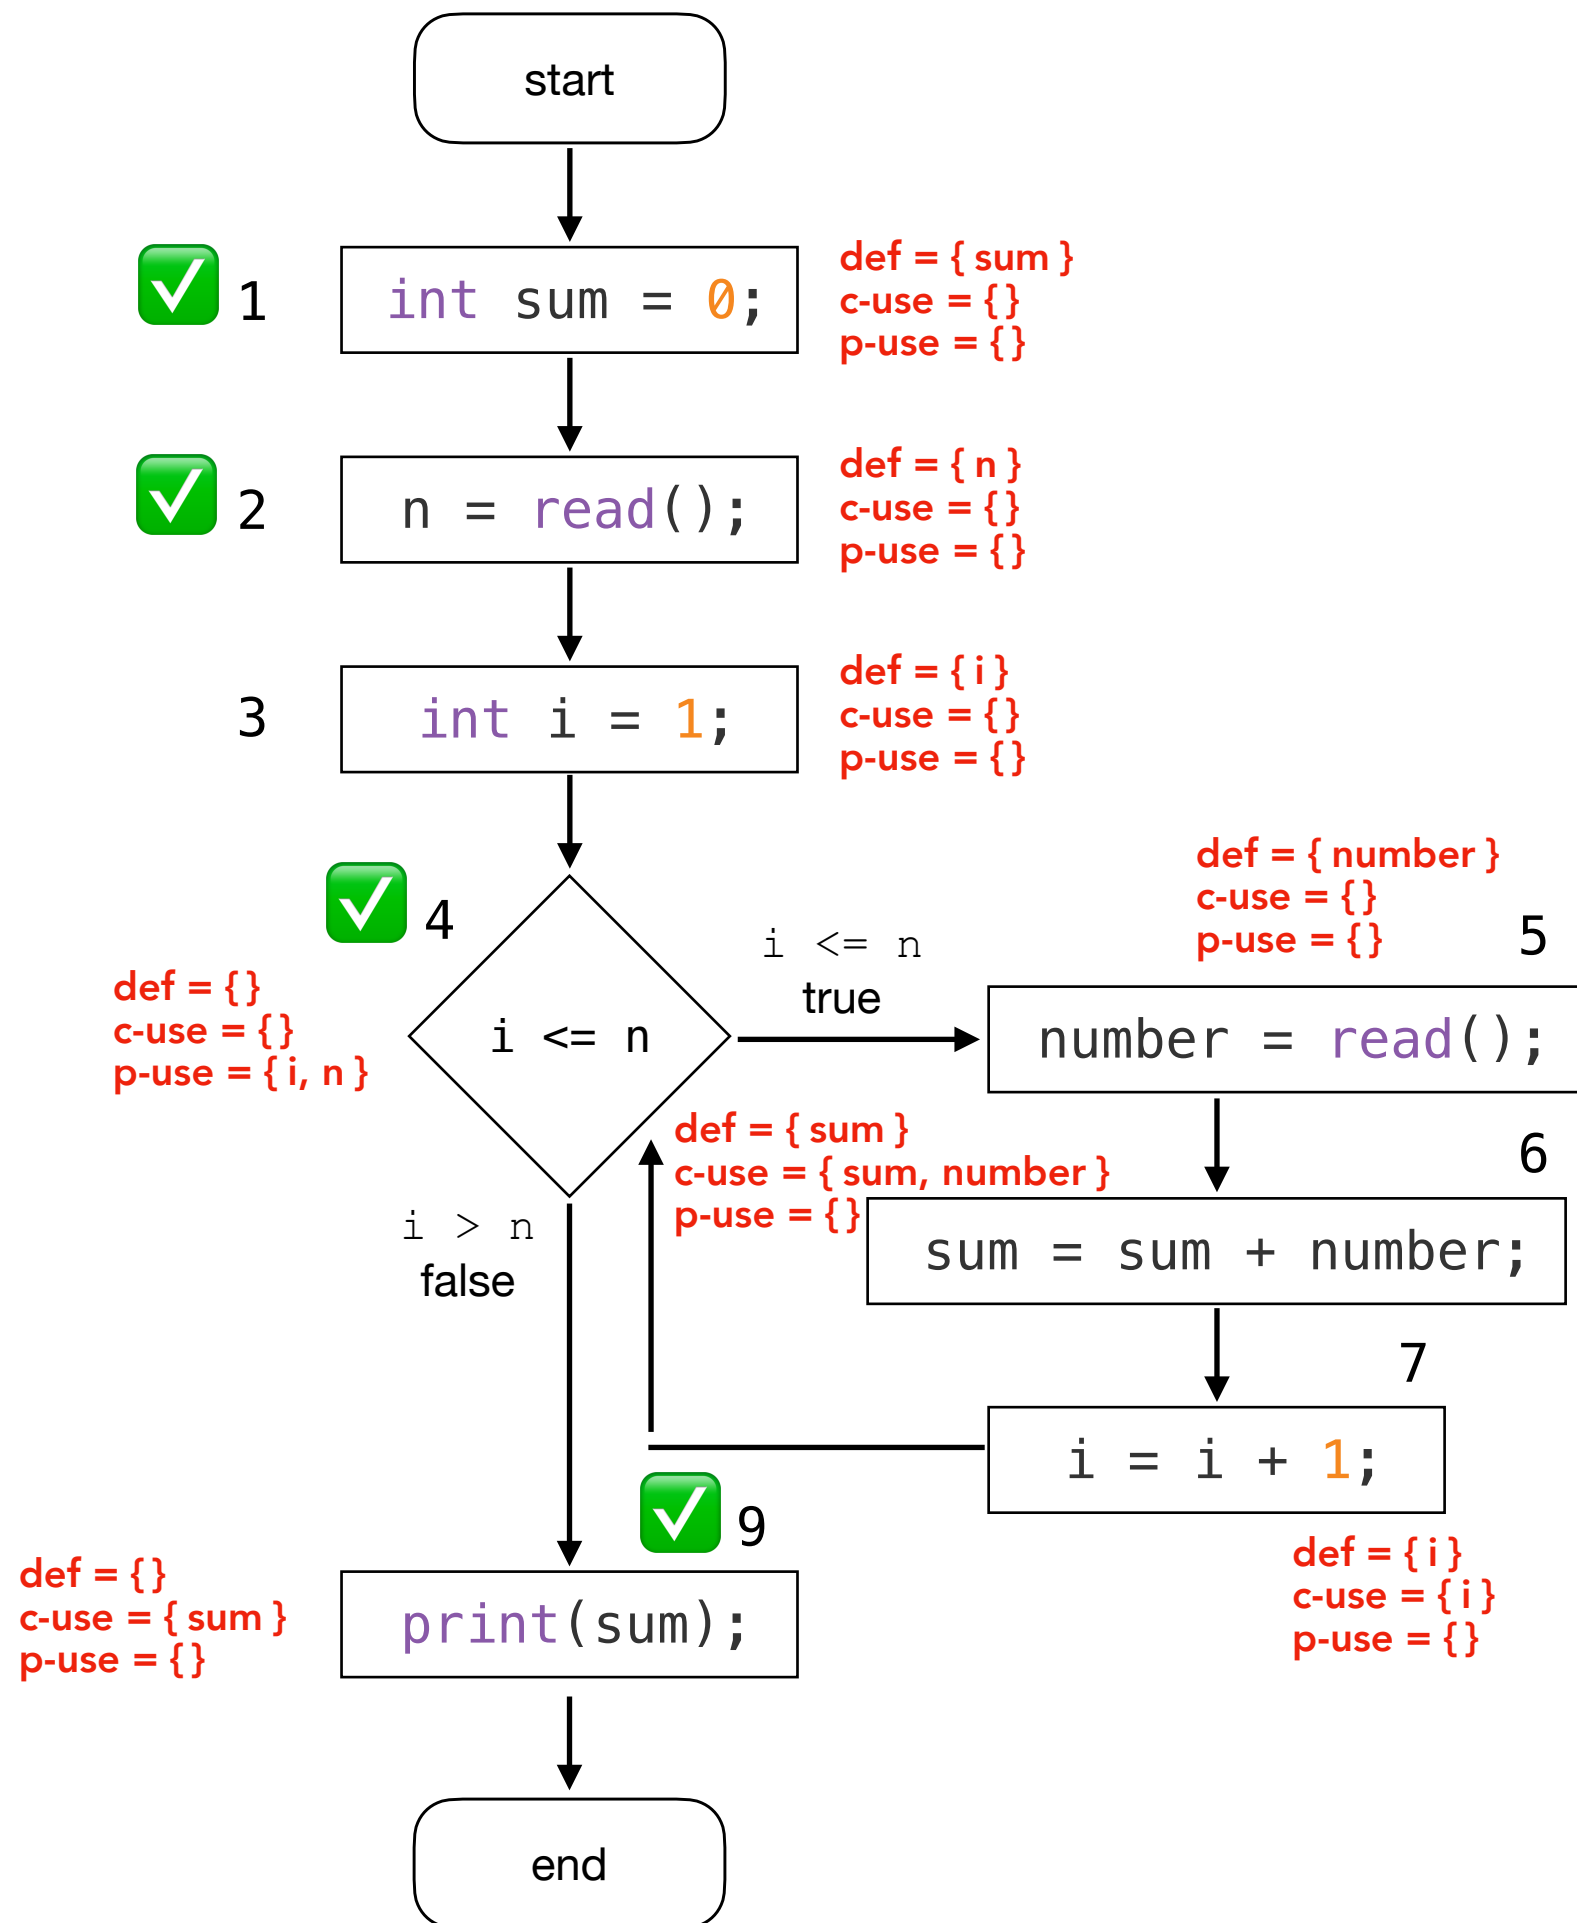 start
1
int sum = 0;
def = { sum }
c-use = {}
p-use = {}
2
n = read();
def = { n }
c-use = {}
p-use = {}
3
int i = 1;
def = { i }
c-use = {}
p-use = {}
4
i <= n
def = {}
c-use = {}
p-use = { i, n }
i <= n
true
def = { number }
c-use = {}
p-use = {}
5
number = read();
def = { sum }
c-use = { sum, number }
p-use = {}
6
sum = sum + number;
i > n
false
7
i = i + 1;
def = { i }
c-use = { i }
p-use = {}
9
def = {}
c-use = { sum }
p-use = {}
print(sum);
end